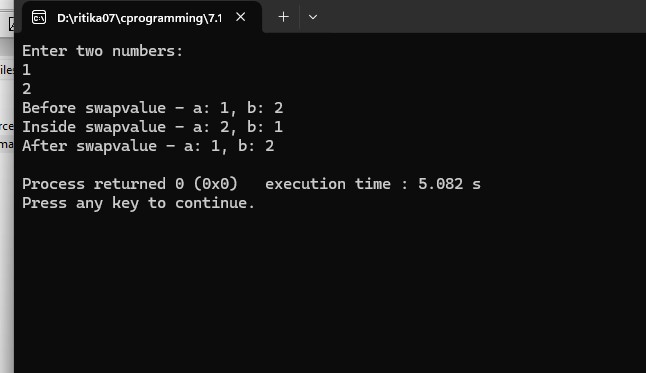 D:\ritika07\cprogramming\7.1
Enter two numbers:
1
2
Before swapvalue – a: 1, b: 2
Inside swapvalue – a: 2, b: 1
After swapvalue – a: 1, b: 2
Process returned 0 (0x0)   execution time : 5.082 s
Press any key to continue.